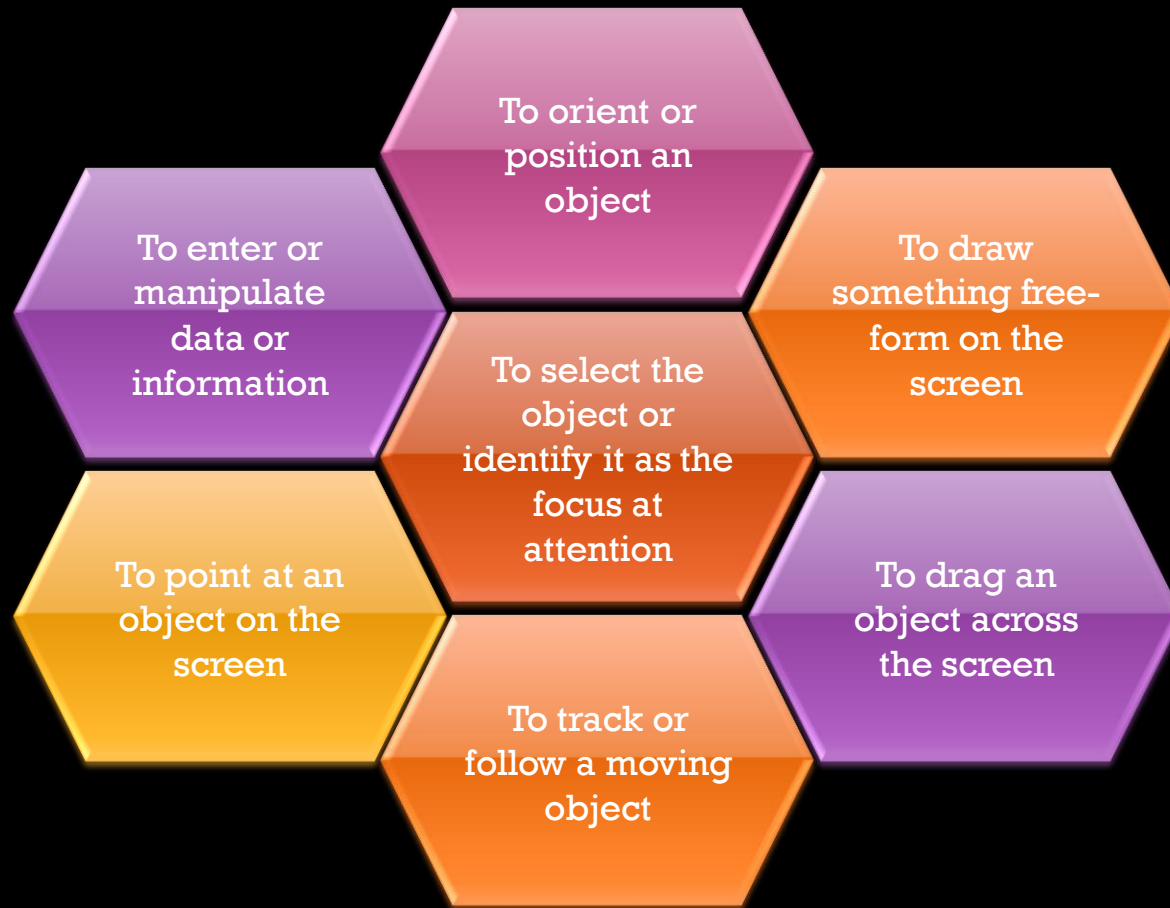 To orient or
position an
object
To enter or
manipulate
data or
information
To draw
something free-
form on the
screen
To select the
object or
identify it as the
focus at
attention
To point at an
object on the
screen
To drag an
object across
the screen
To track or
follow a moving
object